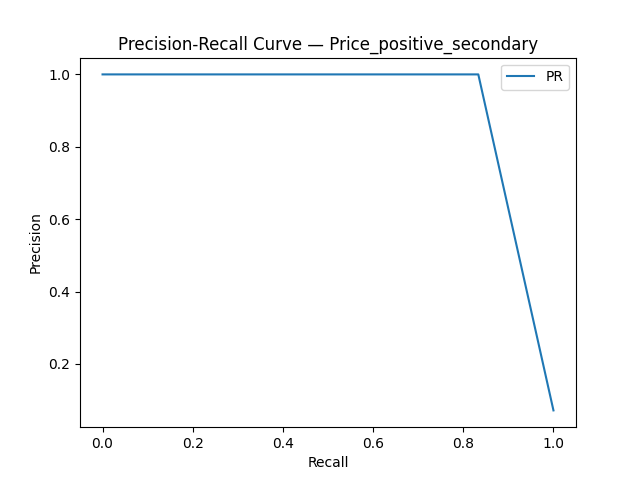 Precision-Recall Curve — Price_positive_secondary
PR
1.0
0.8
0.6
0.4
0.2
Precision
0.0 0.2 0.4 0.6 0.8 1.0
Recall